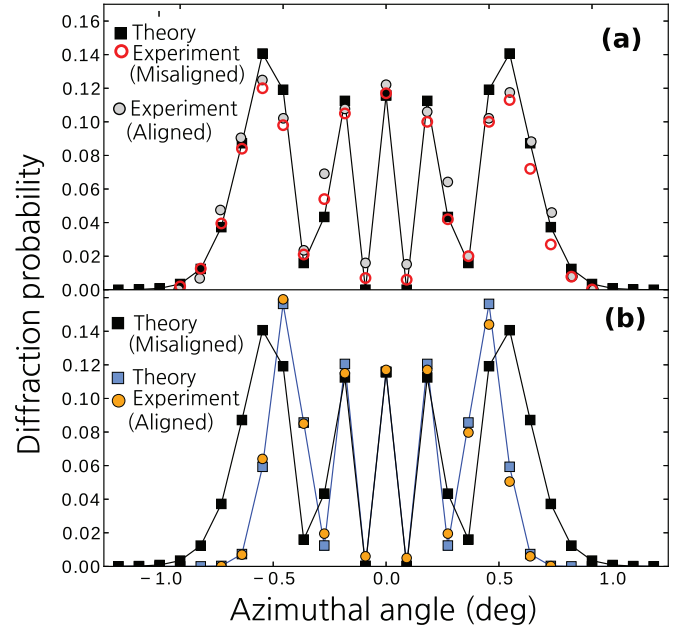 0.16
0.14
0.12
0.10
0.08
0.06
0.04
0.02
0.00
Theory
Experiment
(Misaligned)
Experiment
(Aligned)
(a)
Diffraction probability
0.14
0.12
0.10
0.08
0.06
0.04
0.02
0.00
Theory
(Misaligned)
Theory
Experiment
(Aligned)
(b)
−1.0 −0.5 0.0 0.5 1.0
Azimuthal angle (deg)